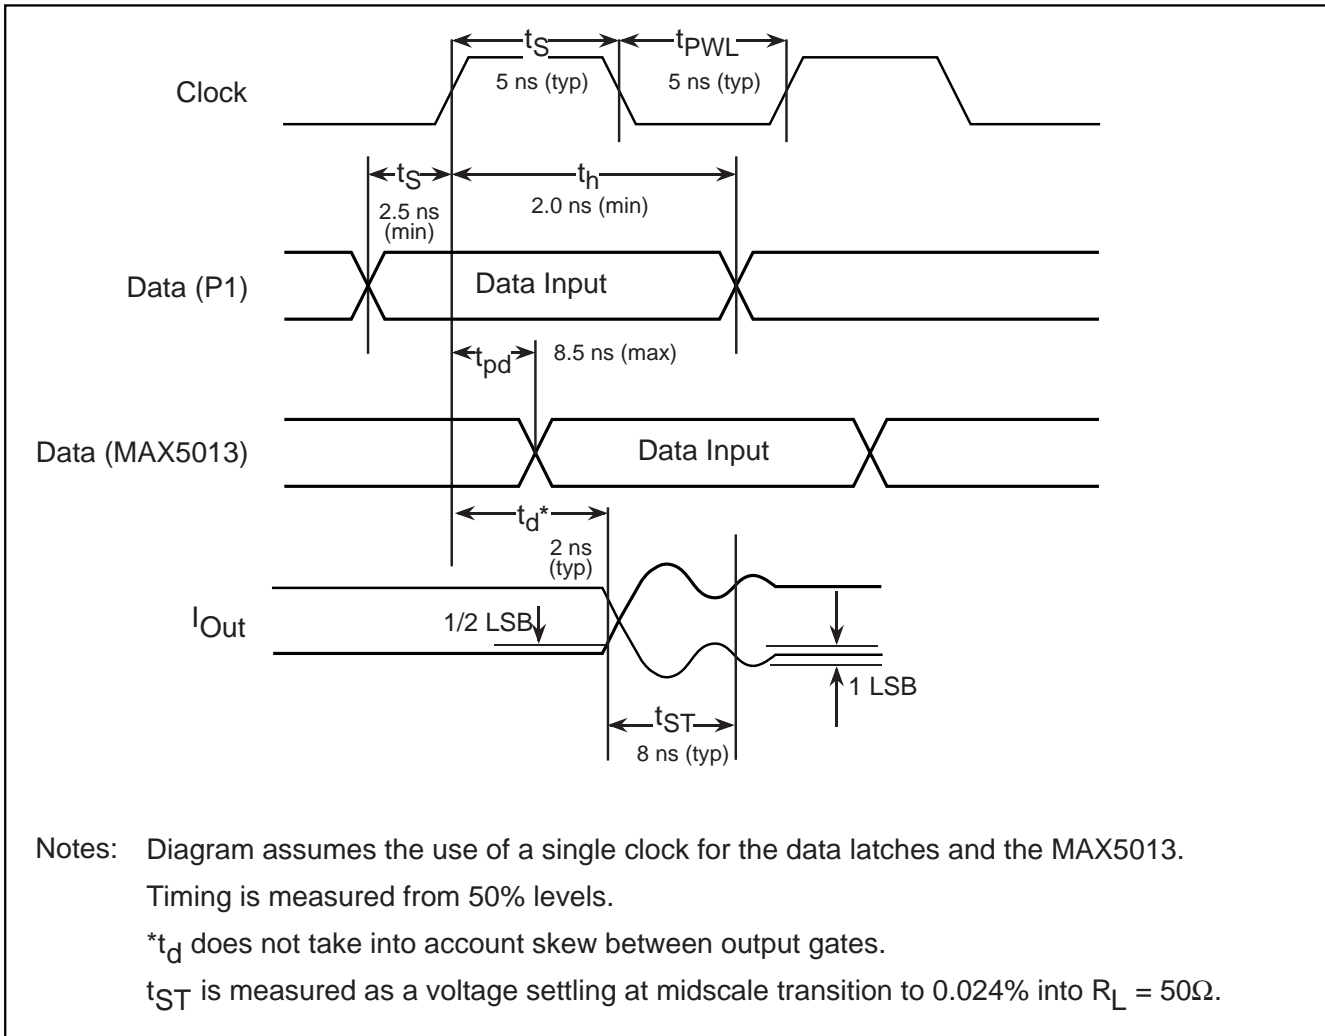 tS
tPWL
Clock
5 ns (typ)
5 ns (typ)
tS
th
2.5 ns
(min)
2.0 ns (min)
Data (P1)
Data Input
tpd
8.5 ns (max)
Data (MAX5013)
Data Input
td*
2 ns
(typ)
IOut
1/2 LSB
1 LSB
tST
8 ns (typ)
Notes: Diagram assumes the use of a single clock for the data latches and the MAX5013.
Timing is measured from 50% levels.
*td does not take into account skew between output gates.
tST is measured as a voltage settling at midscale transition to 0.024% into RL = 50Ω.